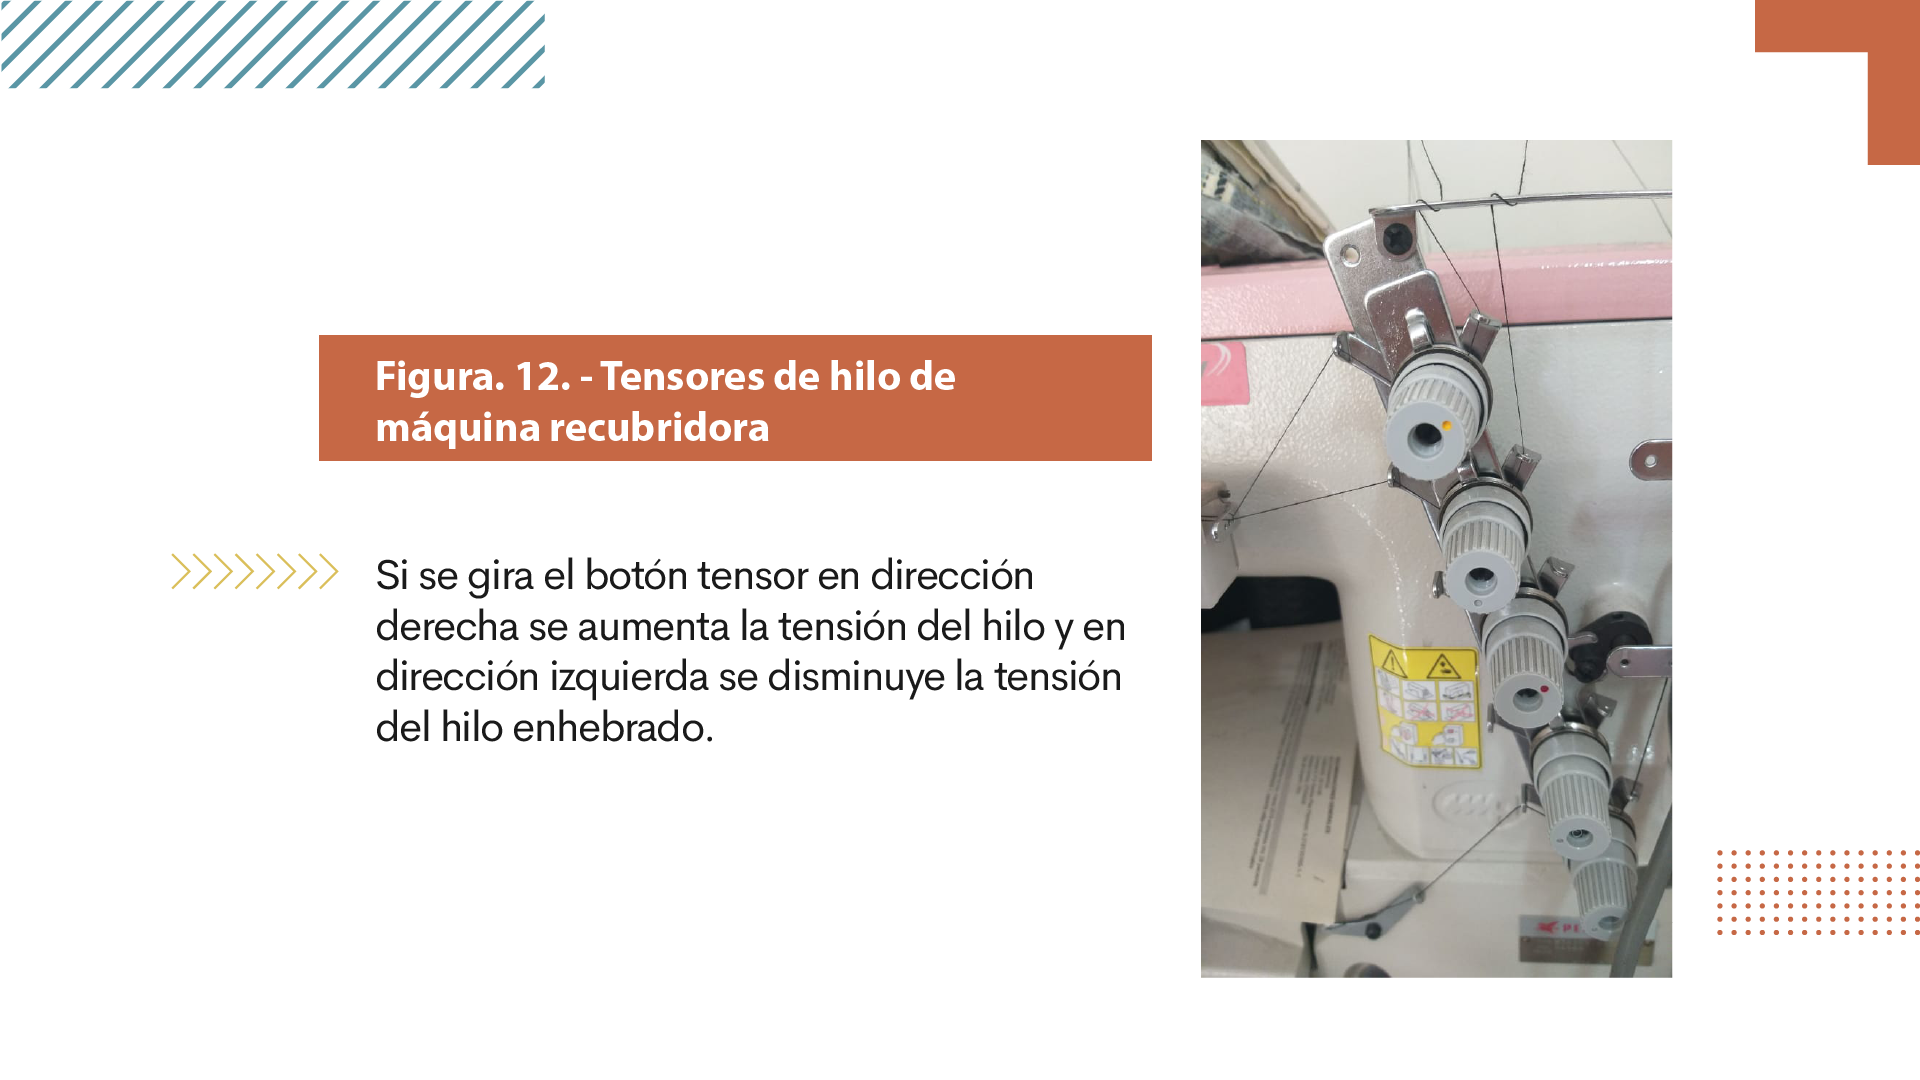 Figura. 12. - Tensores de hilo de
máquina recubridora
Si se gira el botón tensor en dirección
derecha se aumenta la tensión del hilo y en
dirección izquierda se disminuye la tensión
del hilo enhebrado.